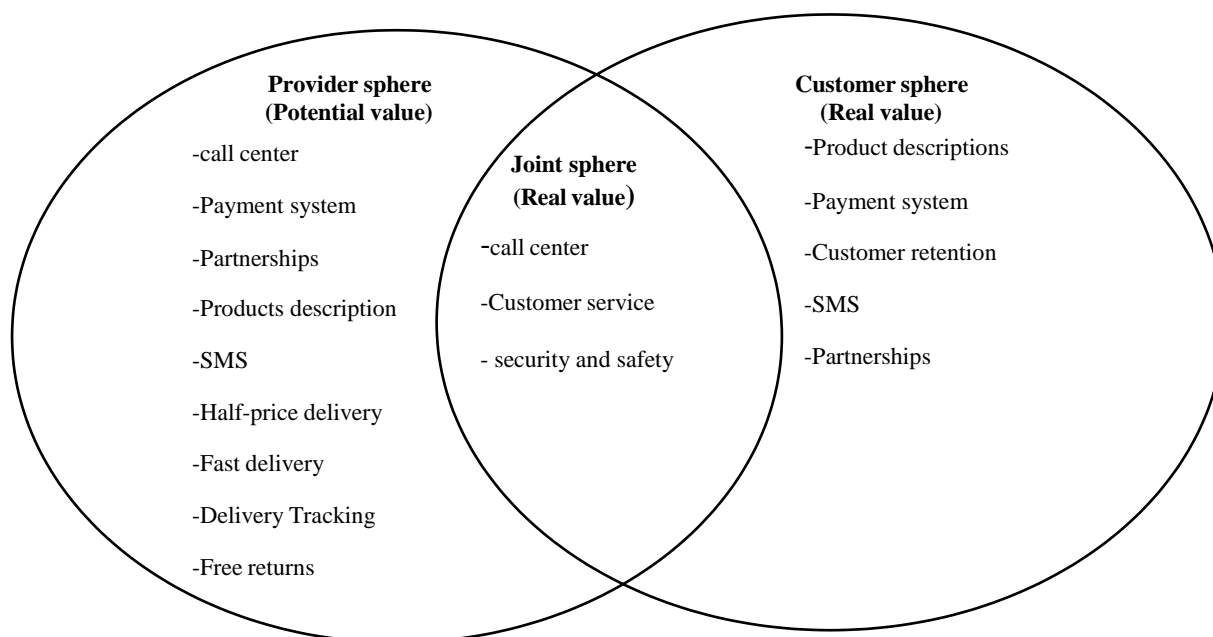 Provider sphere
(Potential value)
-call center
-Payment system
-Partnerships
-Products description
-SMS
-Half-price delivery
-Fast delivery
-Delivery Tracking
-Free returns
Joint sphere
(Real value)
-call center
-Customer service
- security and safety
Customer sphere
(Real value)
-Product descriptions
-Payment system
-Customer retention
-SMS
-Partnerships